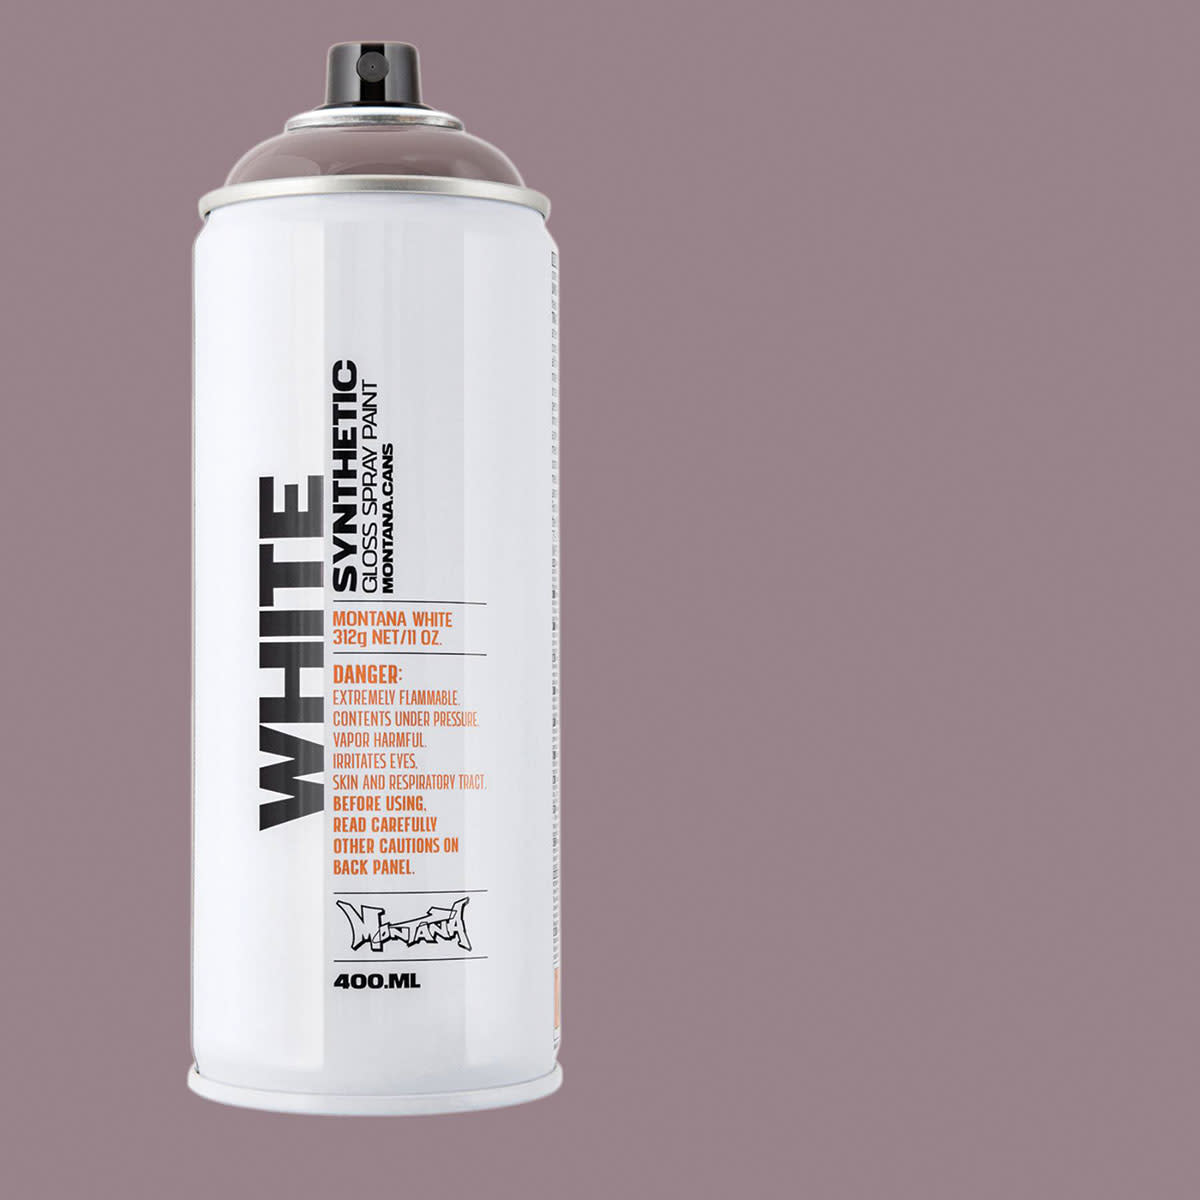 WHITE
SYNTHETIC
GLOSS SPRAY PAINT
MONTANA.CANS
MONTANA WHITE
312g NET/11 OZ.
DANGER:
EXTREMELY FLAMMABLE.
CONTENTS UNDER PRESSURE.
VAPOR HARMFUL.
IRRITATES EYES,
SKIN AND RESPIRATORY TRACT.
BEFORE USING,
READ CAREFULLY
OTHER CAUTIONS ON
BACK PANEL.
MONTANA
400.ML